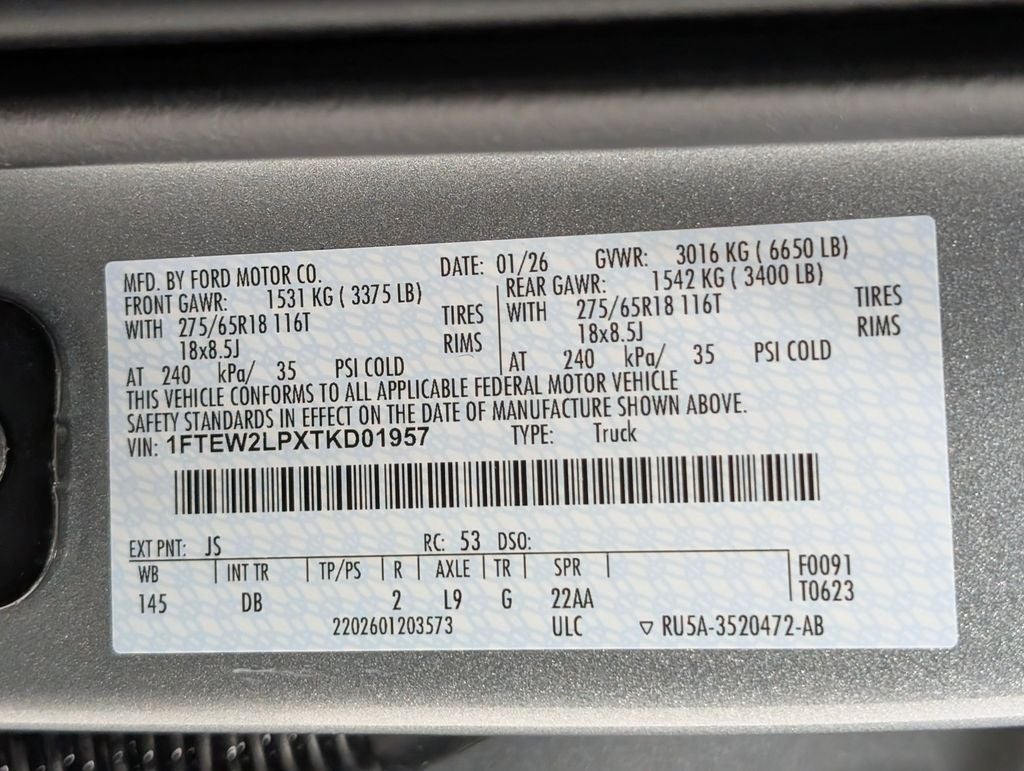 MFD. BY FORD MOTOR CO. DATE: 01/26 GVWR: 3016 KG ( 6650 LB)
FRONT GAWR: 1531 KG ( 3375 LB) REAR GAWR: 1542 KG ( 3400 LB)
WITH 275/65R18 116T TIRES WITH 275/65R18 116T TIRES
18x8.5J RIMS 18x8.5J RIMS
AT 240 kPa/ 35 PSI COLD AT 240 kPa/ 35 PSI COLD
THIS VEHICLE CONFORMS TO ALL APPLICABLE FEDERAL MOTOR VEHICLE
SAFETY STANDARDS IN EFFECT ON THE DATE OF MANUFACTURE SHOWN ABOVE.
VIN: 1FTEW2LPXTKD01957 TYPE: Truck
EXT PNT: JS RC: 53 DSO:
WB INT TR TP/PS R AXLE TR SPR F0091
145 DB 2 L9 G 22AA T0623
2202601203573 ULC ▽ RU5A-3520472-AB